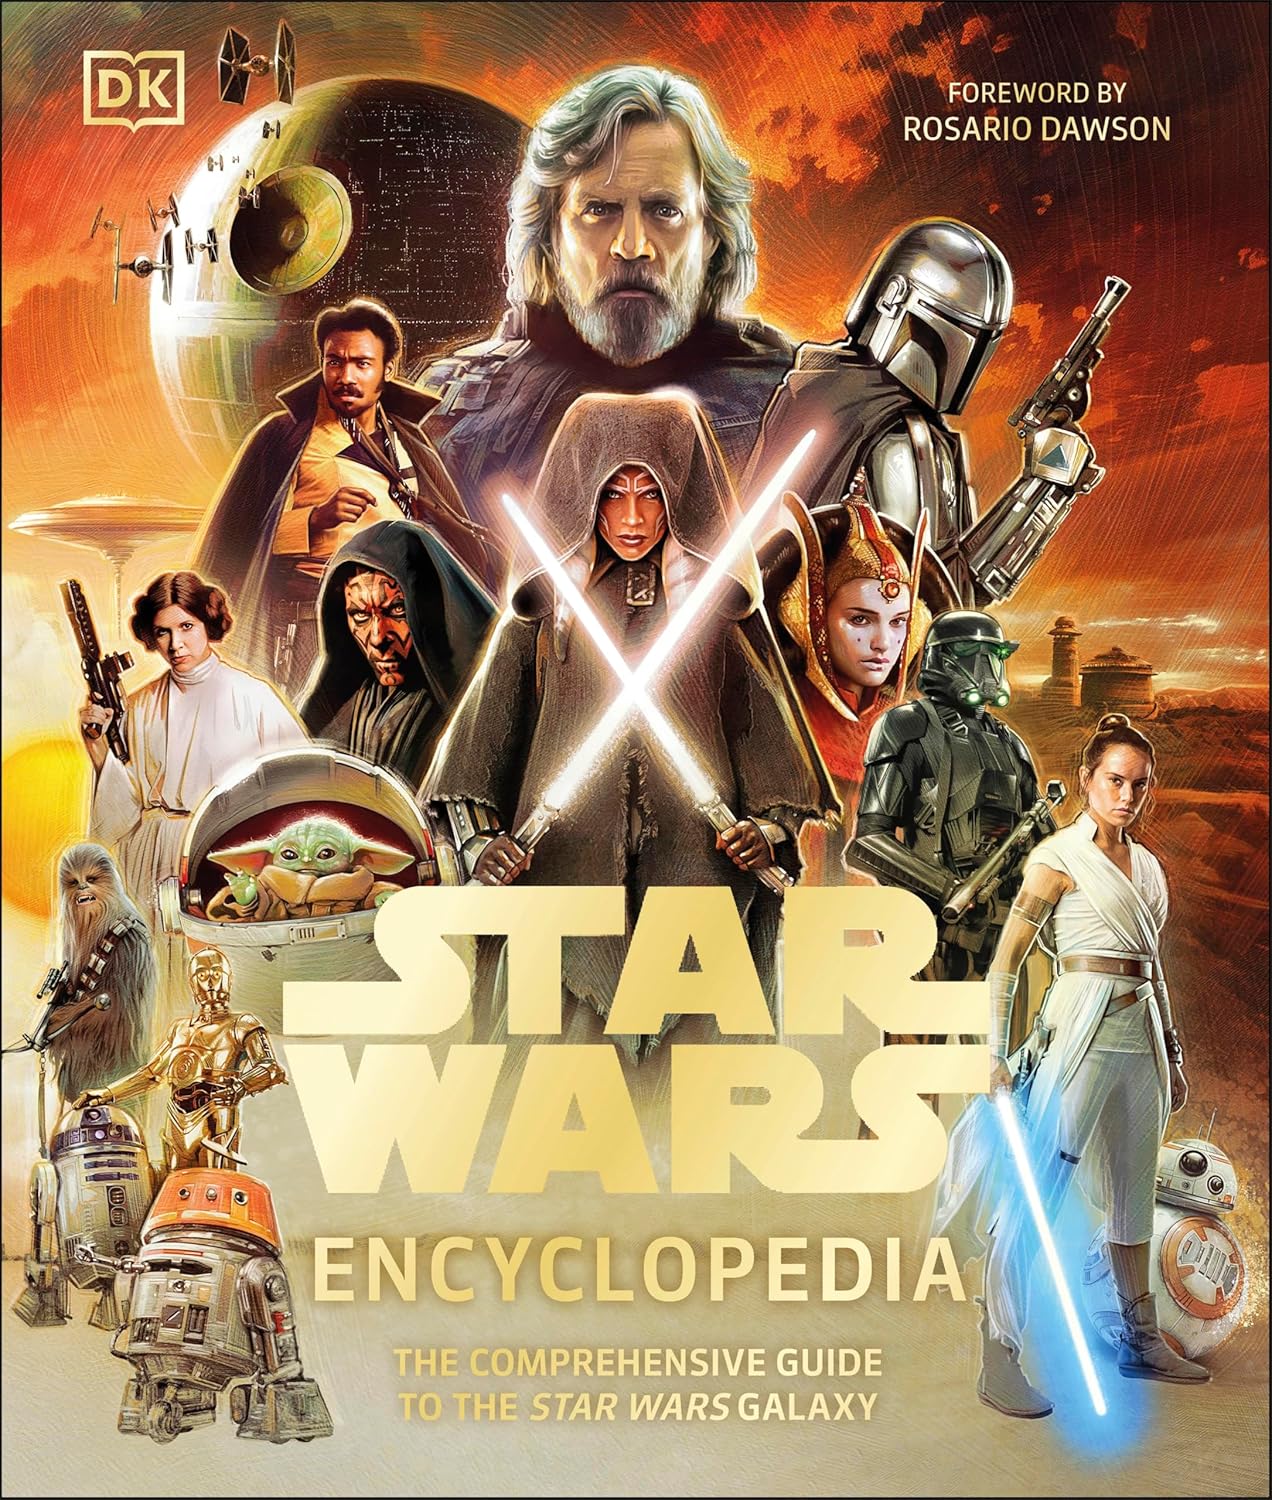 DK
FOREWORD BY
ROSARIO DAWSON
STAR
WARS
ENCYCLOPEDIA
THE COMPREHENSIVE GUIDE
TO THE STAR WARS GALAXY